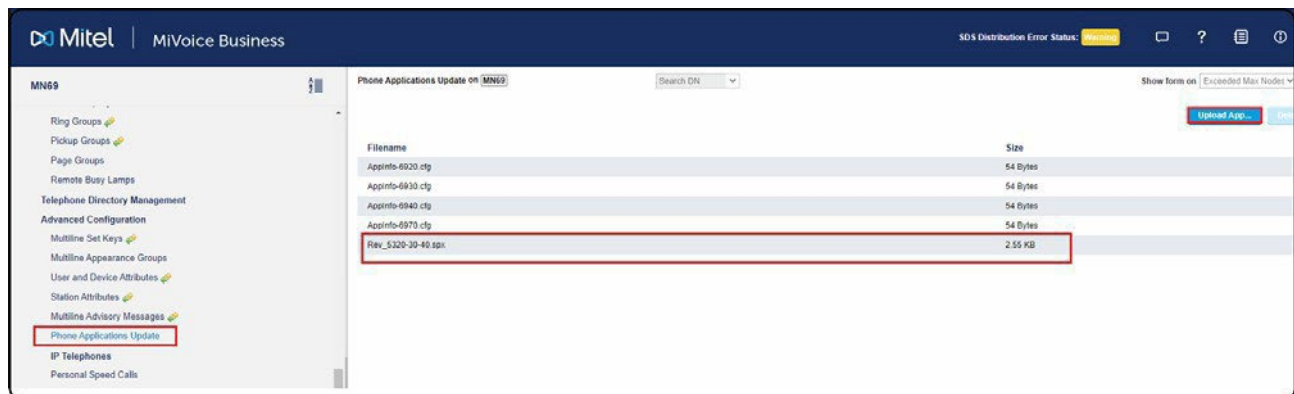 Mitel | MiVoice Business
SDS Distribution Error Status: Warning
MN69
Ring Groups
Pickup Groups
Page Groups
Remote Busy Lamps
Telephone Directory Management
Advanced Configuration
Multiline Set Keys
Multiline Appearance Groups
User and Device Attributes
Station Attributes
Multiline Advisory Messages
Phone Applications Update
IP Telephones
Personal Speed Calls
Phone Applications Update on MN69
Search DN
Show form on Exceeded Max Nodes
Upload App...
Filename Size
AppInfo-6920.cfg 54 Bytes
AppInfo-6930.cfg 54 Bytes
AppInfo-6940.cfg 54 Bytes
AppInfo-6970.cfg 54 Bytes
Rev_5320-30-40.spx 2.55 KB